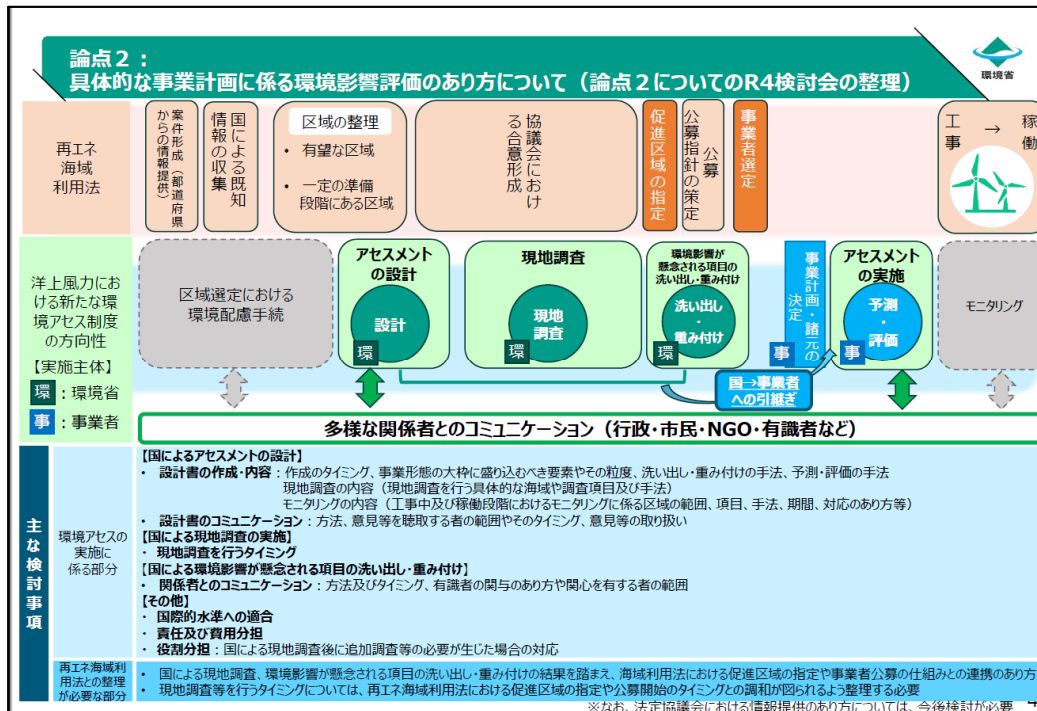 論点２：
具体的な事業計画に係る環境影響評価のあり方について（論点２についてのR4検討会の整理）
環境省
再エネ
海域
利用法
案件形成（都道府県
からの情報提供）
国による既知
情報の収集
区域の整理
・ 有望な区域
・ 一定の準備
段階にある区域
協議会におけ
る合意形成
促進区域の指定
公募指針の策定
公募
事業者選定
工事 → 稼働
洋上風力にお
ける新たな環
境アセス制度
の方向性
【実施主体】
環：環境省
事：事業者
区域選定における
環境配慮手続
アセスメント
の設計
設計
環
現地調査
現地
調査
環
環境影響が
懸念される項目の
洗い出し・重み付け
洗い出し
・
重み付け
環
事業計画・諸元の
決定
事
アセスメント
の実施
予測
・
評価
事
モニタリング
国→事業者
への引継ぎ
多様な関係者とのコミュニケーション（行政・市民・NGO・有識者など）
主な検討事項
環境アセスの
実施に
係る部分
【国によるアセスメントの設計】
・ 設計書の作成・内容：作成のタイミング、事業形態の大枠に盛り込むべき要素やその粒度、洗い出し・重み付けの手法、予測・評価の手法
現地調査の内容（現地調査を行う具体的な海域や調査項目及び手法）
モニタリングの内容（工事中及び稼働段階におけるモニタリングに係る区域の範囲、項目、手法、期間、対応のあり方等）
・ 設計書のコミュニケーション：方法、意見等を聴取する者の範囲やそのタイミング、意見等の取り扱い
【国による現地調査の実施】
・ 現地調査を行うタイミング
【国による環境影響が懸念される項目の洗い出し・重み付け】
・ 関係者とのコミュニケーション：方法及びタイミング、有識者の関与のあり方や関心を有する者の範囲
【その他】
・ 国際的水準への適合
・ 責任及び費用分担
・ 役割分担：国による現地調査後に追加調査等の必要が生じた場合の対応
再エネ海域利
用法との整理
が必要な部分
・ 国による現地調査、環境影響が懸念される項目の洗い出し・重み付けの結果を踏まえ、海域利用法における促進区域の指定や事業者公募の仕組みとの連携のあり方
・ 現地調査等を行うタイミングについては、再エネ海域利用法における促進区域の指定や公募開始のタイミングとの調和が図られるよう整理する必要
※なお、法定協議会における情報提供のあり方については、今後検討が必要